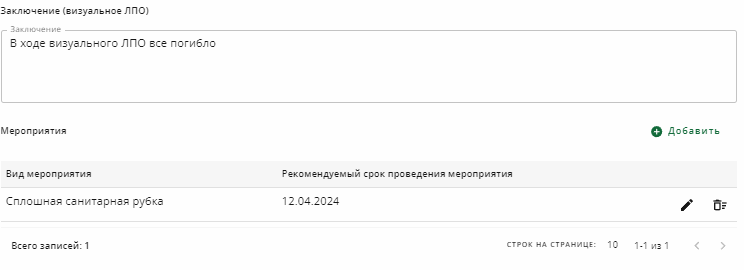 Заключение (визуальное ЛПО)
Заключение
В ходе визуального ЛПО все погибло
Мероприятия
Добавить
Вид мероприятия Рекомендуемый срок проведения мероприятия
Сплошная санитарная рубка 12.04.2024
Всего записей: 1 СТРОК НА СТРАНИЦЕ: 10 1-1 из 1